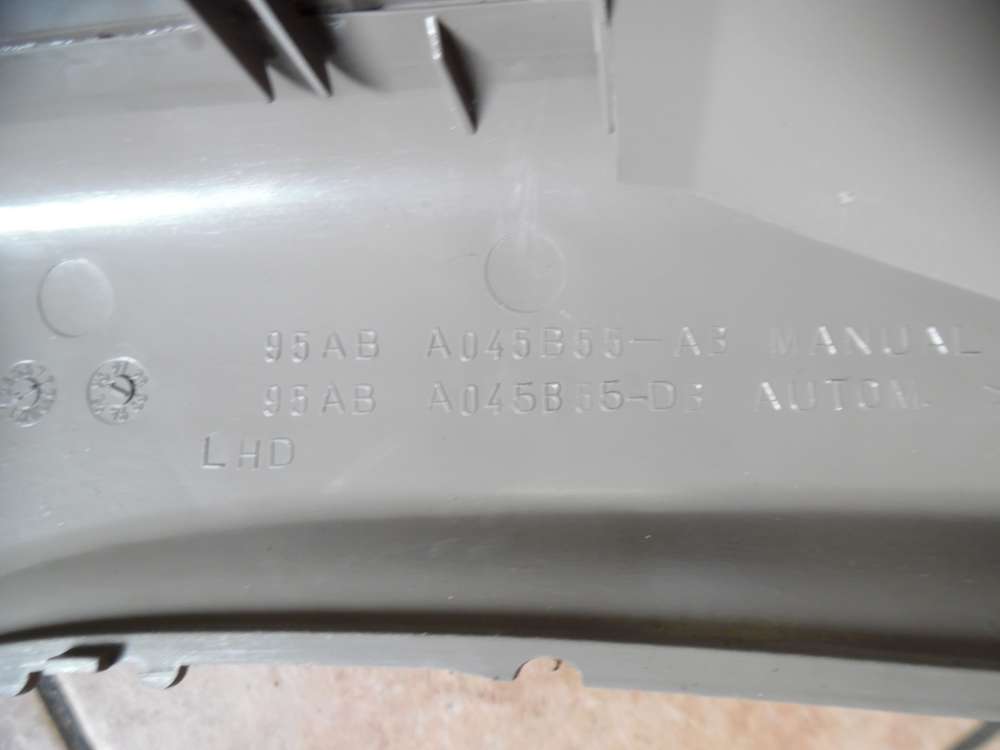 95AB A045B55-AB MANUAL
95AB A045B55-DB AUTOM.
LHD